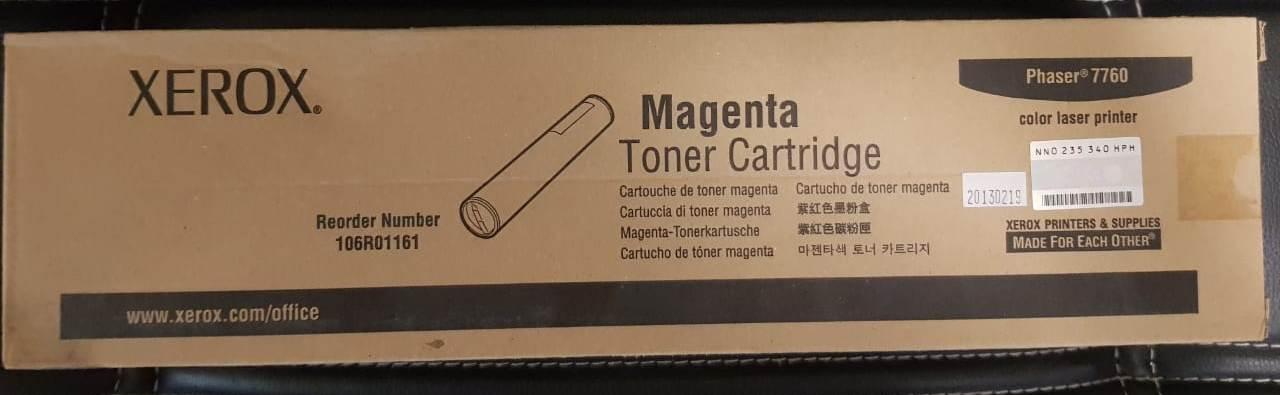 XEROX®
Reorder Number
106R01161
Magenta
Toner Cartridge
Cartouche de toner magenta
Cartuccia di toner magenta
Magenta-Tonerkartusche
Cartucho de tóner magenta
Cartucho de toner magenta
紫紅色墨粉盒
紫紅色碳粉匣
마젠타색 토너 카트리지
Phaser® 7760
color laser printer
NNO 235 340 HPH
20130219
XEROX PRINTERS & SUPPLIES
MADE FOR EACH OTHER®
www.xerox.com/office